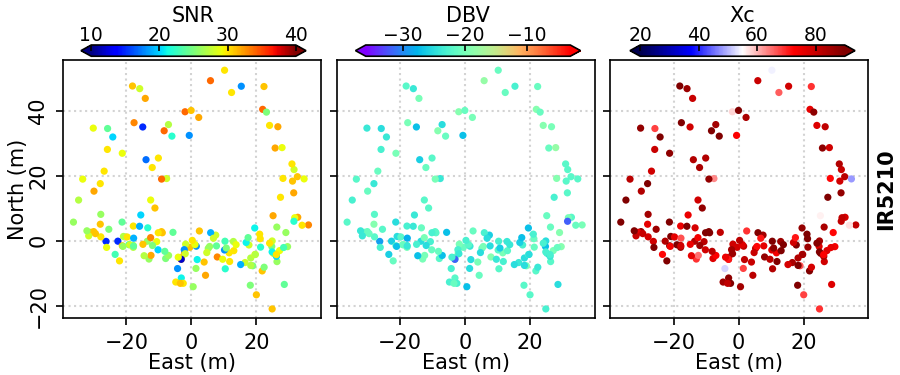 SNR DBV Xc
10 20 30 40 −30 −20 −10 20 40 60 80
40
20
0
−20
North (m)
IR5210
−20 0 20 −20 0 20 −20 0 20
East (m) East (m) East (m)